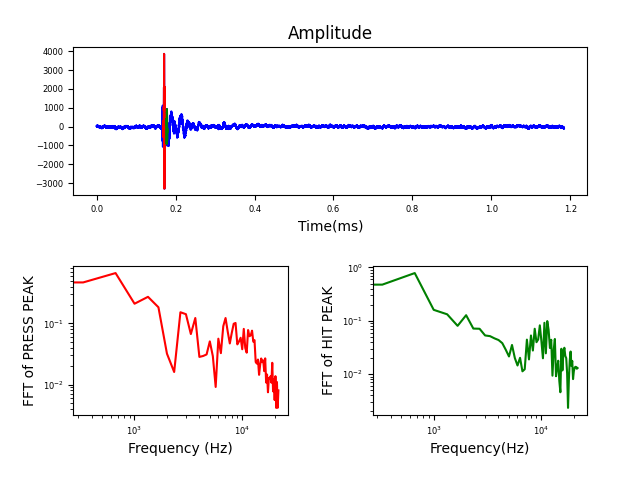 Amplitude
4000
3000
2000
1000
0
−1000
−2000
−3000
0.0 0.2 0.4 0.6 0.8 1.0 1.2
Time(ms)
FFT of PRESS PEAK
10⁻¹
10⁻²
10³ 10⁴
Frequency (Hz)
FFT of HIT PEAK
10⁰
10⁻¹
10⁻²
10³ 10⁴
Frequency(Hz)